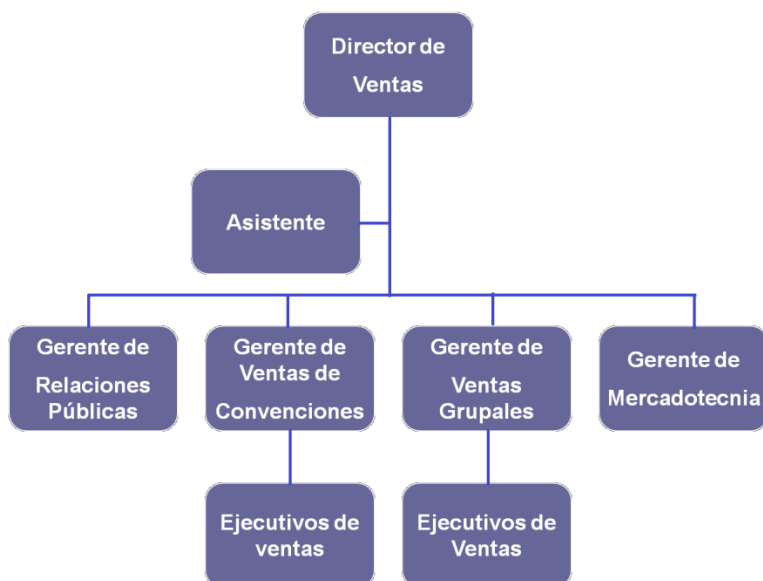 Director de
Ventas
Asistente
Gerente de
Relaciones
Públicas
Gerente de
Ventas de
Convenciones
Gerente de
Ventas
Grupales
Gerente de
Mercadotecnia
Ejecutivos de
ventas
Ejecutivos de
Ventas